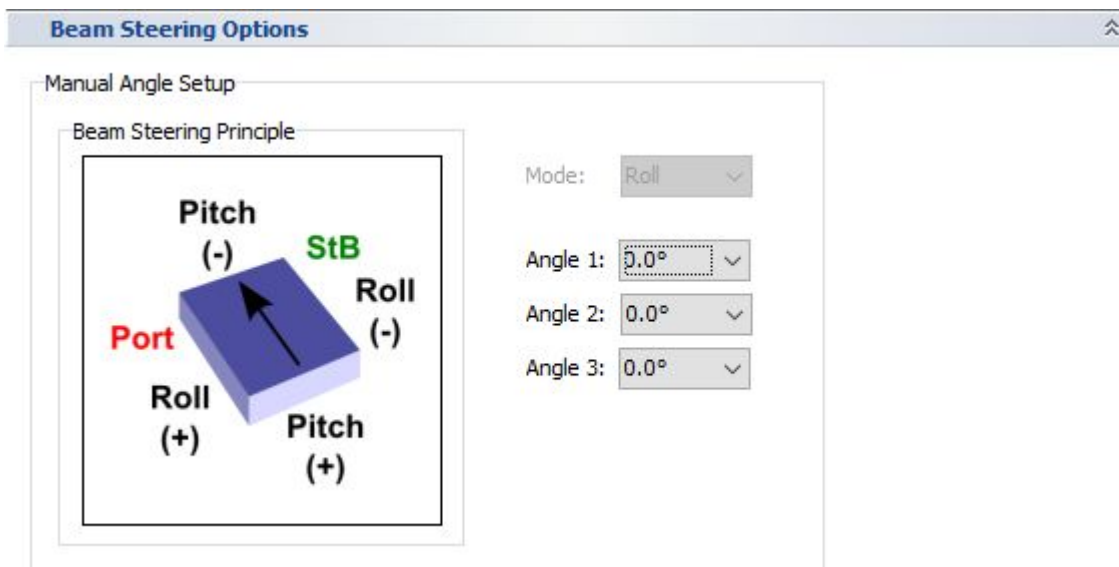 Beam Steering Options
Manual Angle Setup
Beam Steering Principle
Pitch
(-)
StB
Roll
(-)
Port
Roll
(+)
Pitch
(+)
Mode: Roll
Angle 1: 0.0°
Angle 2: 0.0°
Angle 3: 0.0°